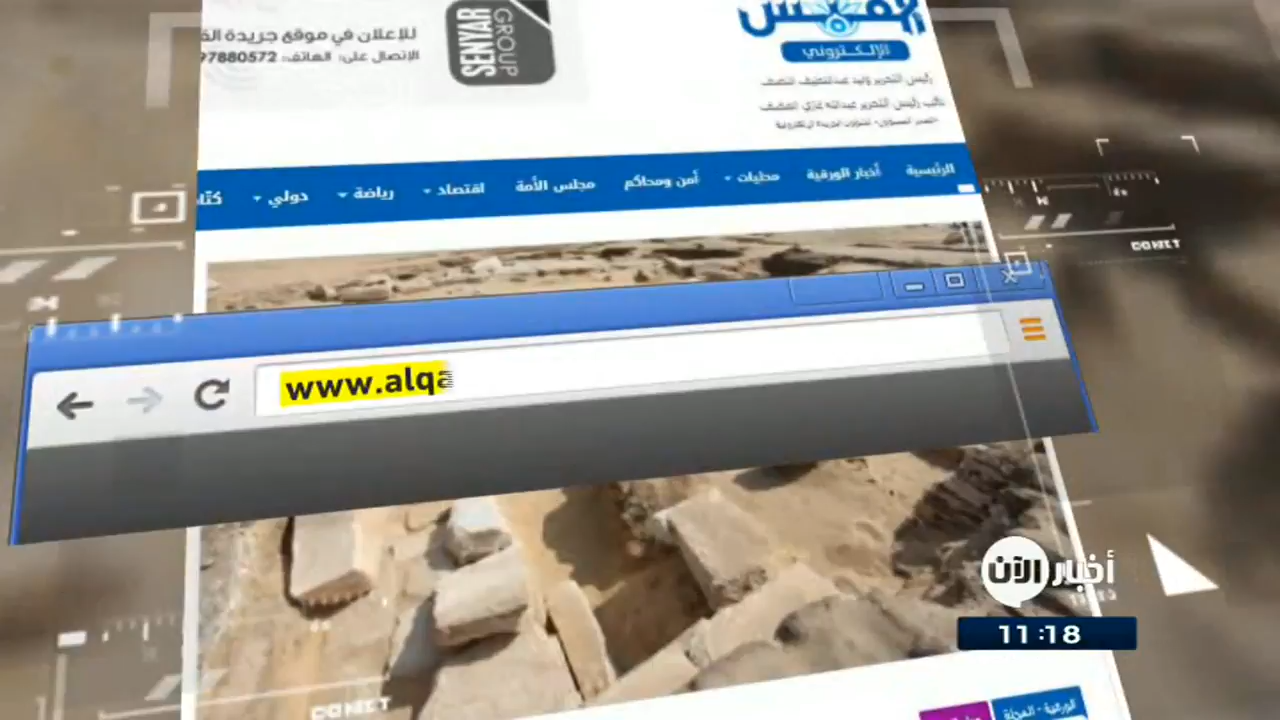 القبس
الإلكتروني
للإعلان في موقع جريدة
الإتصال على: الهاتف: 97880572
SENYAR
GROUP
رئيس التحرير وليد عبداللطيف النصف
نائب رئيس التحرير عبدالله غازي المضف
الرئيسية أخبار الورقية محليات أمن ومحاكم مجلس الأمة اقتصاد رياضة دولي
www.alqa
أخبار الآن
11:18